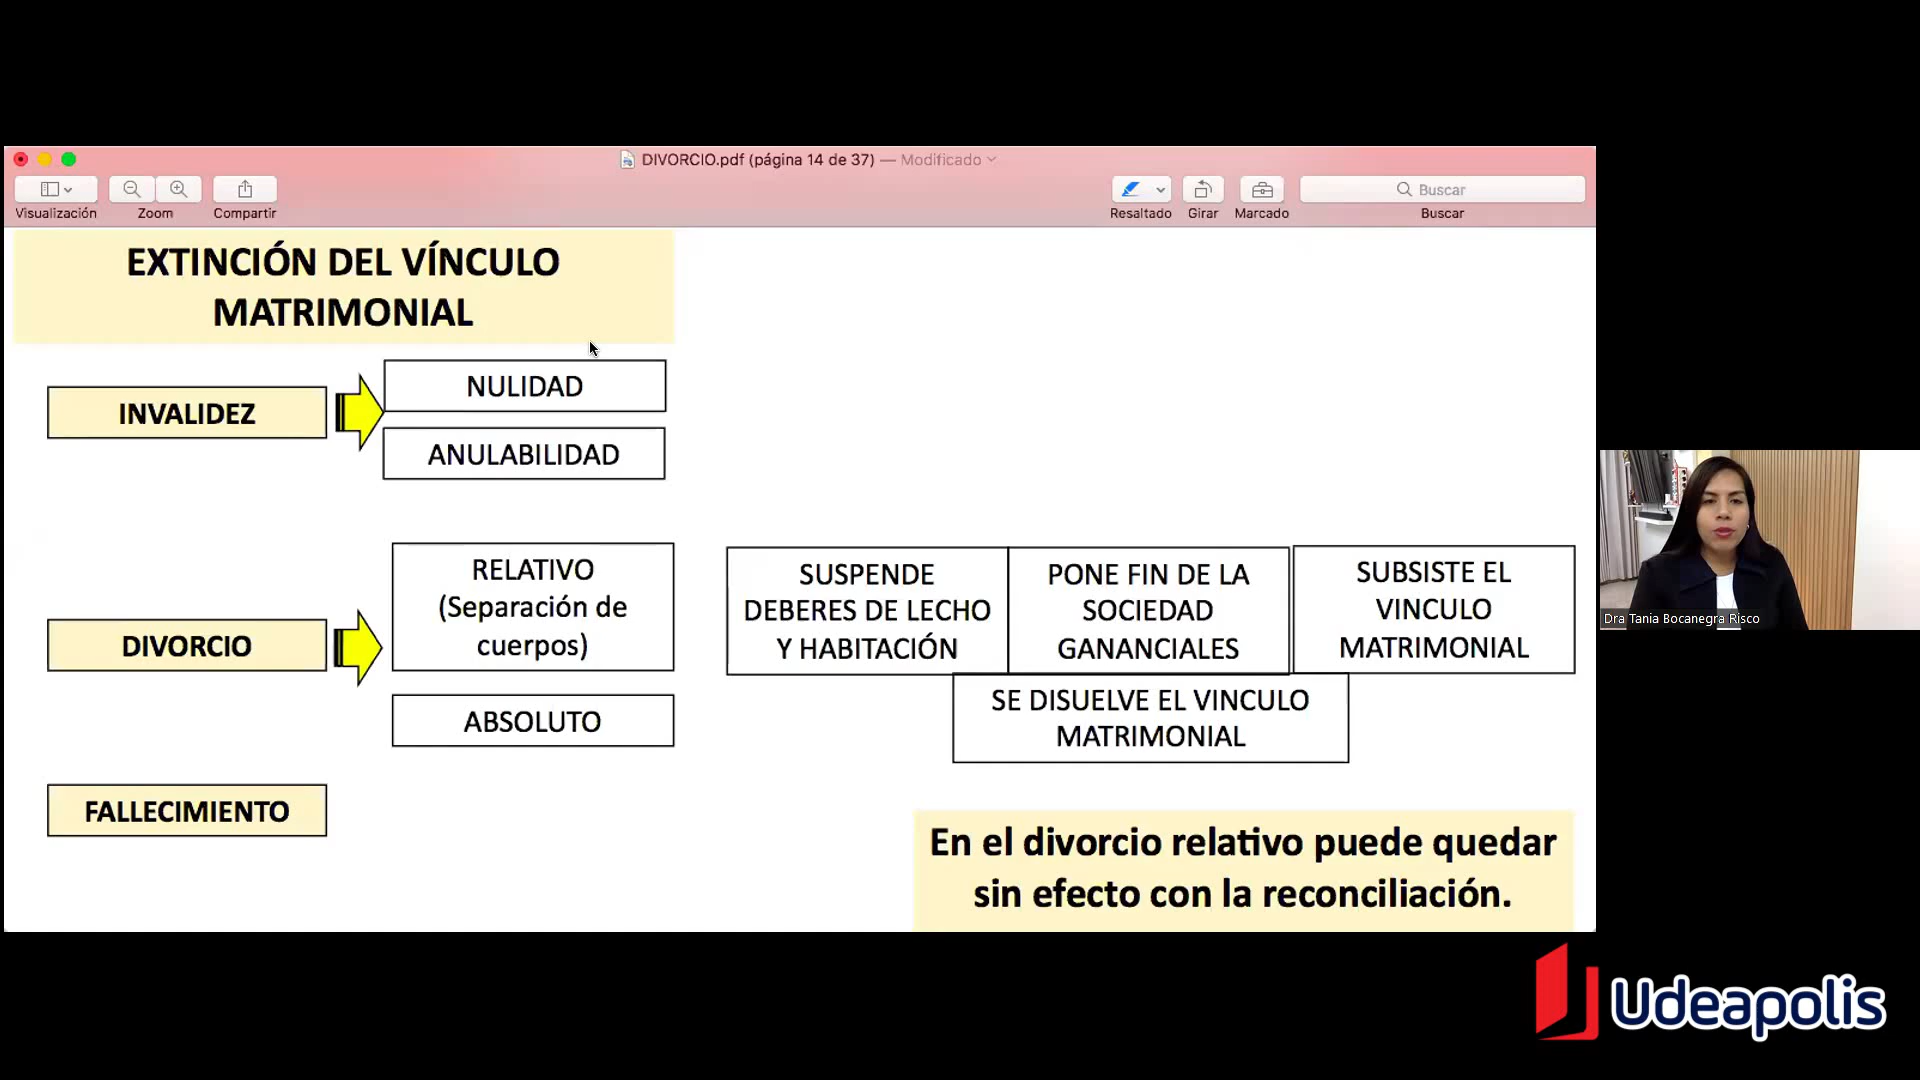 DIVORCIO.pdf (página 14 de 37) — Modificado
Visualización
Zoom
Compartir
Resaltado
Girar
Marcado
Buscar
Buscar
EXTINCIÓN DEL VÍNCULO
MATRIMONIAL
INVALIDEZ
NULIDAD
ANULABILIDAD
DIVORCIO
RELATIVO
(Separación de
cuerpos)
SUSPENDE
DEBERES DE LECHO
Y HABITACIÓN
PONE FIN DE LA
SOCIEDAD
GANANCIALES
SUBSISTE EL
VINCULO
MATRIMONIAL
ABSOLUTO
SE DISUELVE EL VINCULO
MATRIMONIAL
FALLECIMIENTO
En el divorcio relativo puede quedar
sin efecto con la reconciliación.
Dra Tania Bocanegra Risco
Udeapolis